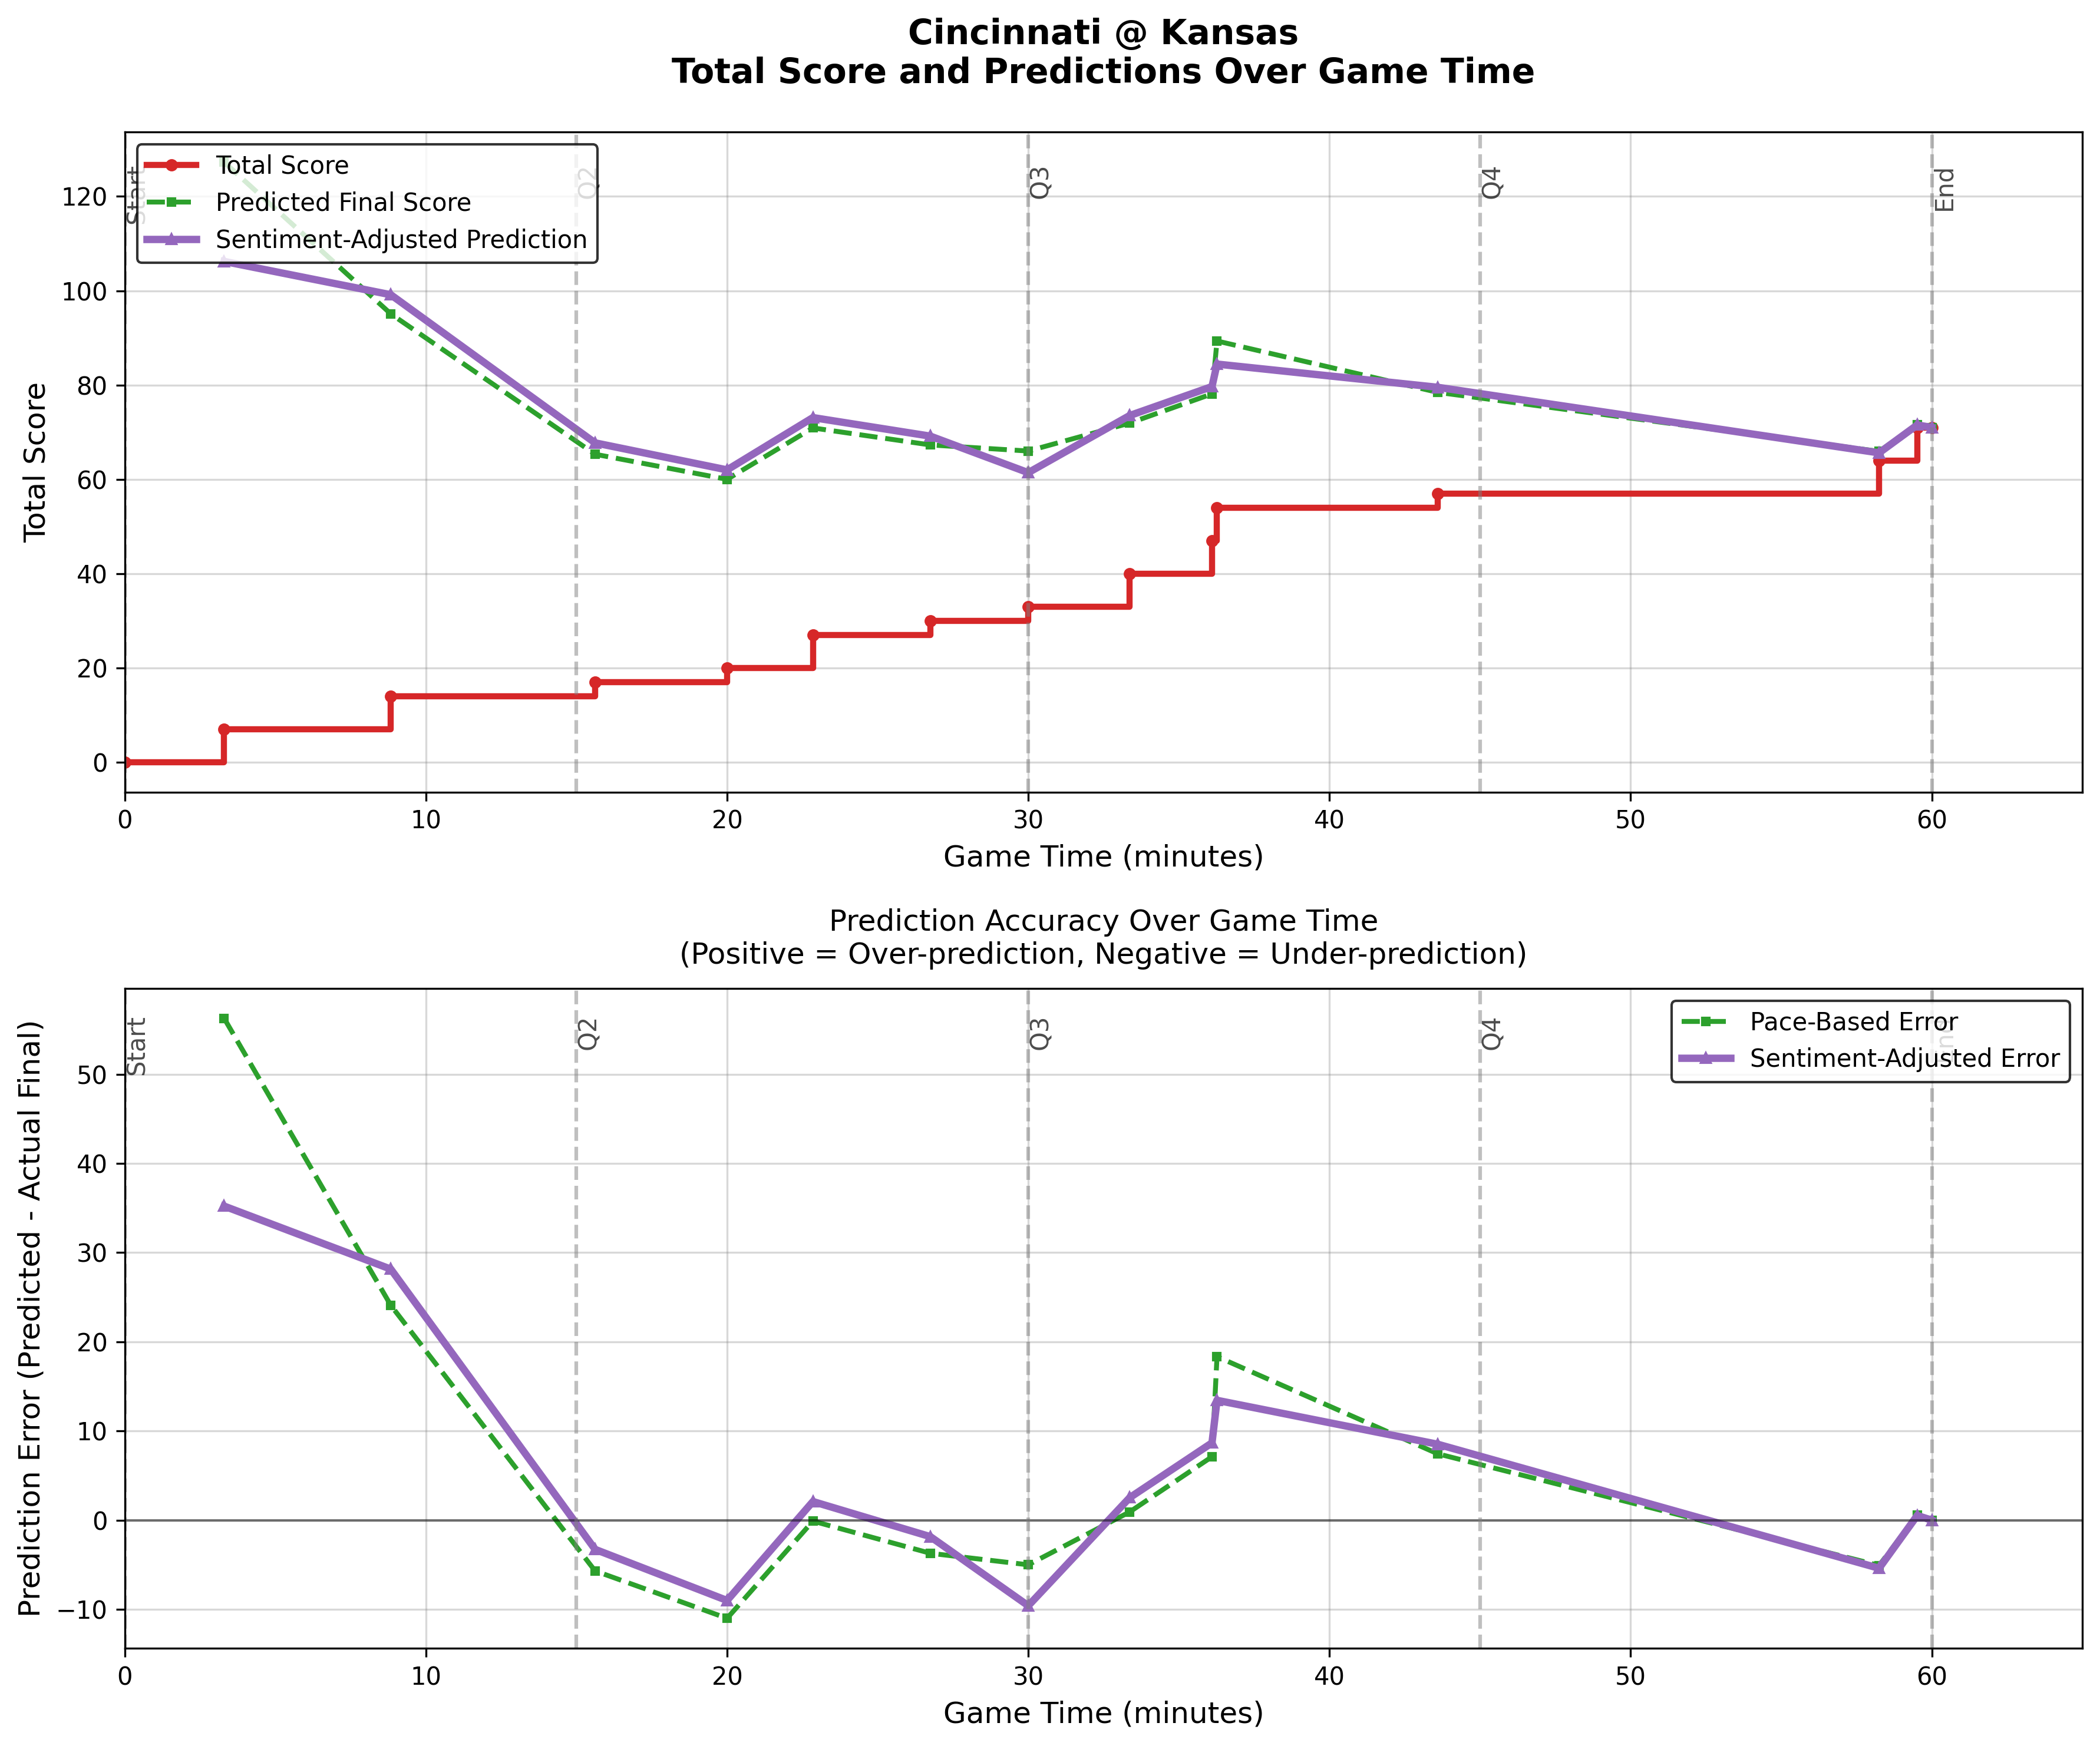 Cincinnati @ Kansas
Total Score and Predictions Over Game Time
Total Score
Predicted Final Score
Sentiment-Adjusted Prediction
Start
Q2
Q3
Q4
End
120
100
80
60
40
20
0
Total Score
0
10
20
30
40
50
60
Game Time (minutes)
Prediction Accuracy Over Game Time
(Positive = Over-prediction, Negative = Under-prediction)
Pace-Based Error
Sentiment-Adjusted Error
Start
Q2
Q3
Q4
50
40
30
20
10
0
−10
Prediction Error (Predicted - Actual Final)
0
10
20
30
40
50
60
Game Time (minutes)